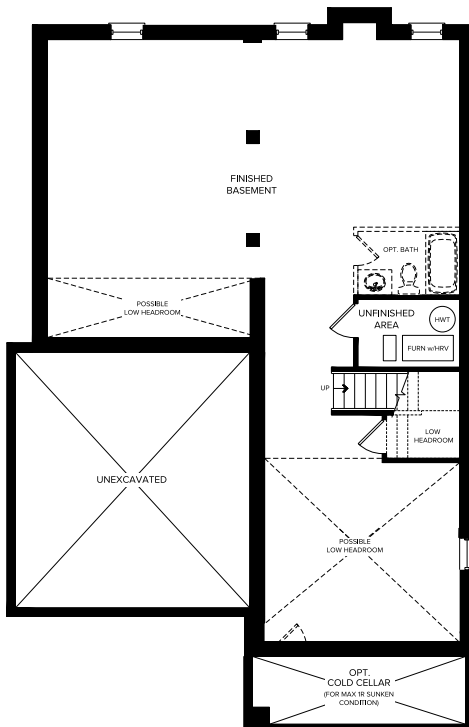 FINISHED
BASEMENT
OPT. BATH
POSSIBLE
LOW HEADROOM
UNFINISHED
AREA
HWT
FURN w/HRV
UP
LOW
HEADROOM
UNEXCAVATED
POSSIBLE
LOW HEADROOM
OPT.
COLD CELLAR
(FOR MAX 1R SUNKEN
CONDITION)